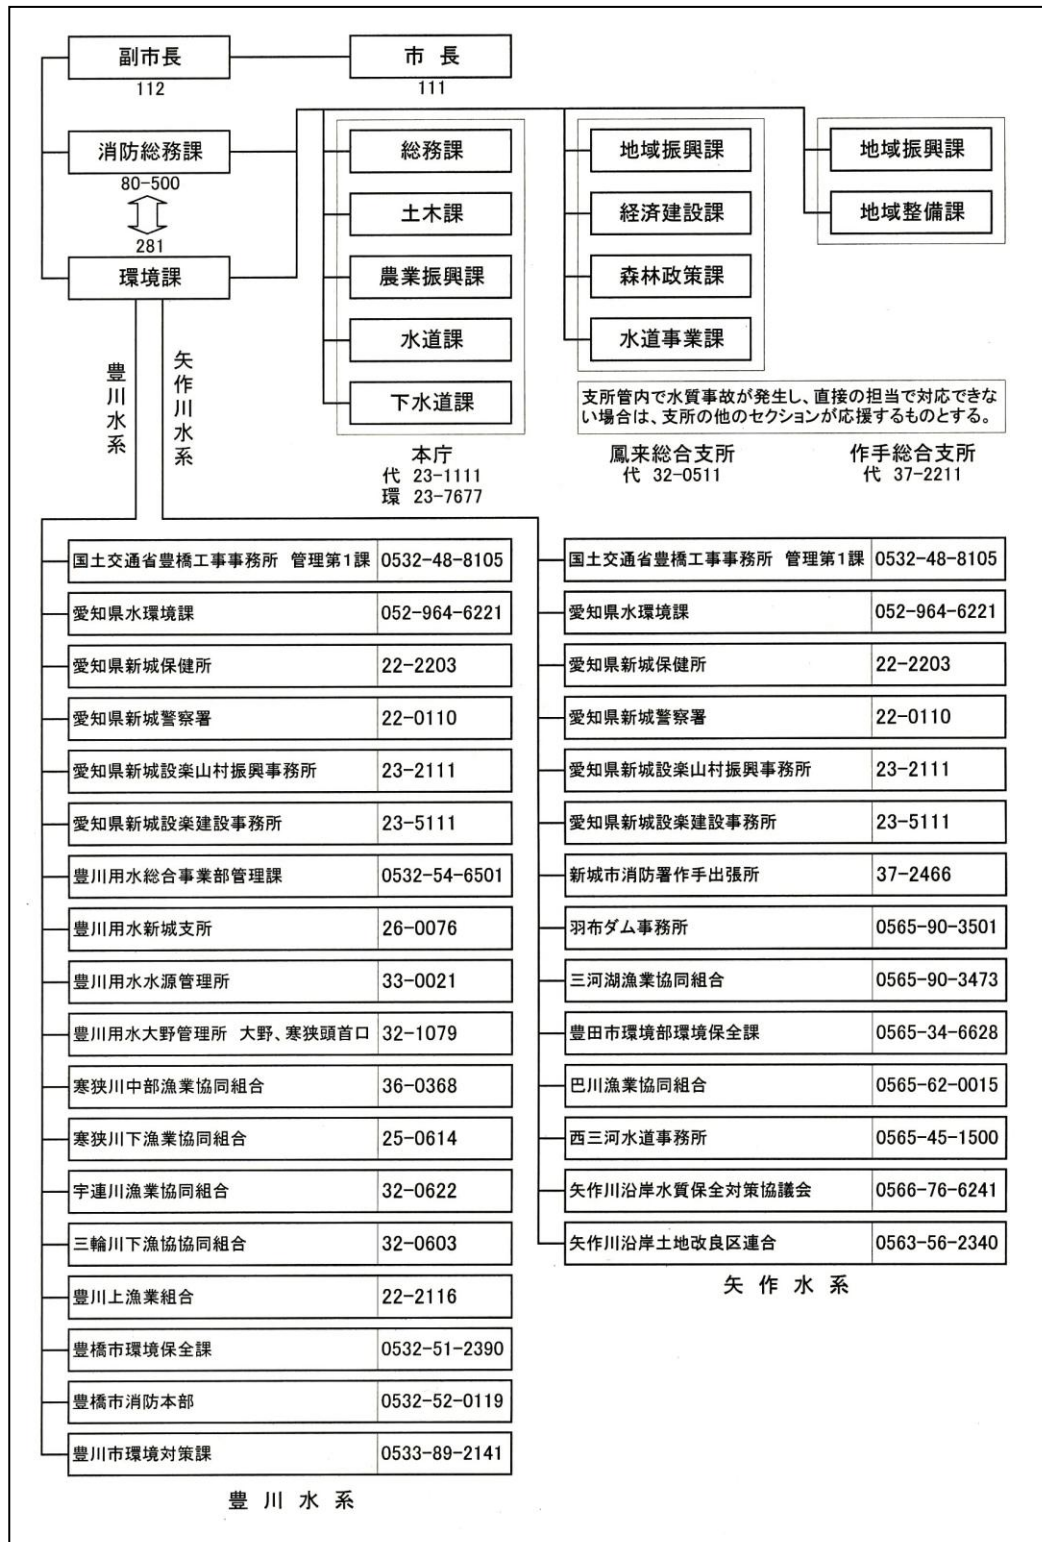 副市長
112
市 長
111
消防総務課
80-500
281
環境課
総務課
土木課
農業振興課
水道課
下水道課
本庁
代 23-1111
環 23-7677
地域振興課
経済建設課
森林政策課
水道事業課
地域振興課
地域整備課
支所管内で水質事故が発生し、直接の担当で対応できな
い場合は、支所の他のセクションが応援するものとする。
鳳来総合支所
代 32-0511
作手総合支所
代 37-2211
豊川水系
矢作川水系
国土交通省豊橋工事事務所 管理第1課 0532-48-8105
愛知県水環境課 052-964-6221
愛知県新城保健所 22-2203
愛知県新城警察署 22-0110
愛知県新城設楽山村振興事務所 23-2111
愛知県新城設楽建設事務所 23-5111
豊川用水総合事業部管理課 0532-54-6501
豊川用水新城支所 26-0076
豊川用水水源管理所 33-0021
豊川用水大野管理所 大野、寒狭頭首口 32-1079
寒狭川中部漁業協同組合 36-0368
寒狭川下漁業協同組合 25-0614
宇連川漁業協同組合 32-0622
三輪川下漁協協同組合 32-0603
豊川上漁業組合 22-2116
豊橋市環境保全課 0532-51-2390
豊橋市消防本部 0532-52-0119
豊川市環境対策課 0533-89-2141
豊 川 水 系
国土交通省豊橋工事事務所 管理第1課 0532-48-8105
愛知県水環境課 052-964-6221
愛知県新城保健所 22-2203
愛知県新城警察署 22-0110
愛知県新城設楽山村振興事務所 23-2111
愛知県新城設楽建設事務所 23-5111
新城市消防署作手出張所 37-2466
羽布ダム事務所 0565-90-3501
三河湖漁業協同組合 0565-90-3473
豊田市環境部環境保全課 0565-34-6628
巴川漁業協同組合 0565-62-0015
西三河水道事務所 0565-45-1500
矢作川沿岸水質保全対策協議会 0566-76-6241
矢作川沿岸土地改良区連合 0563-56-2340
矢 作 水 系